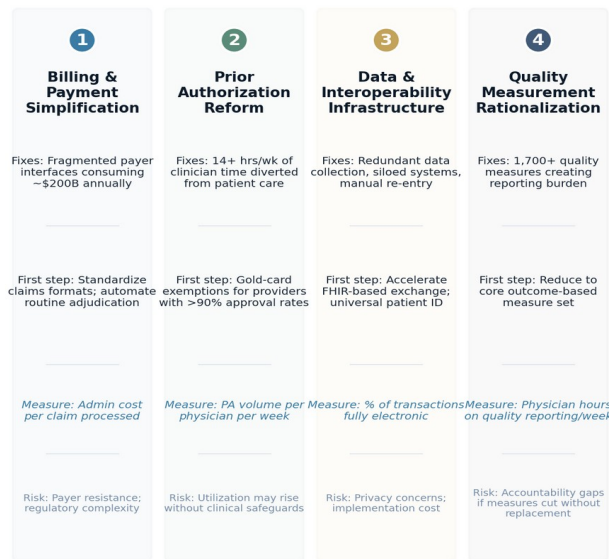 1
Billing &
Payment
Simplification
Fixes: Fragmented payer
interfaces consuming
~$200B annually
First step: Standardize
claims formats; automate
routine adjudication
Measure: Admin cost
per claim processed
Risk: Payer resistance;
regulatory complexity
2
Prior
Authorization
Reform
Fixes: 14+ hrs/wk of
clinician time diverted
from patient care
First step: Gold-card
exemptions for providers
with >90% approval rates
Measure: PA volume per
physician per week
Risk: Utilization may rise
without clinical safeguards
3
Data &
Interoperability
Infrastructure
Fixes: Redundant data
collection, siloed systems,
manual re-entry
First step: Accelerate
FHIR-based exchange;
universal patient ID
Measure: % of transactions
fully electronic
Risk: Privacy concerns;
implementation cost
4
Quality
Measurement
Rationalization
Fixes: 1,700+ quality
measures creating
reporting burden
First step: Reduce to
core outcome-based
measure set
Measure: Physician hours
on quality reporting/week
Risk: Accountability gaps
if measures cut without
replacement